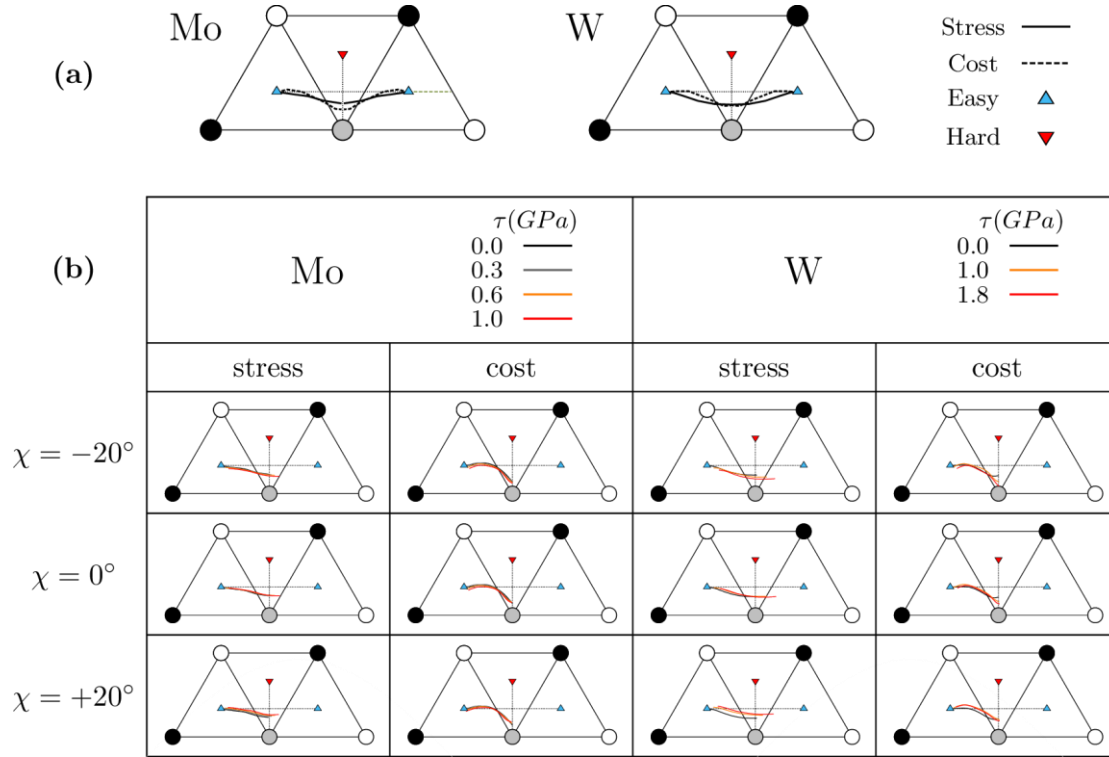 (a)
Mo
W
Stress
Cost
Easy
Hard
(b)
Mo
τ(GPa)
0.0
0.3
0.6
1.0
W
τ(GPa)
0.0
1.0
1.8
stress cost stress cost
χ = −20°
χ = 0°
χ = +20°